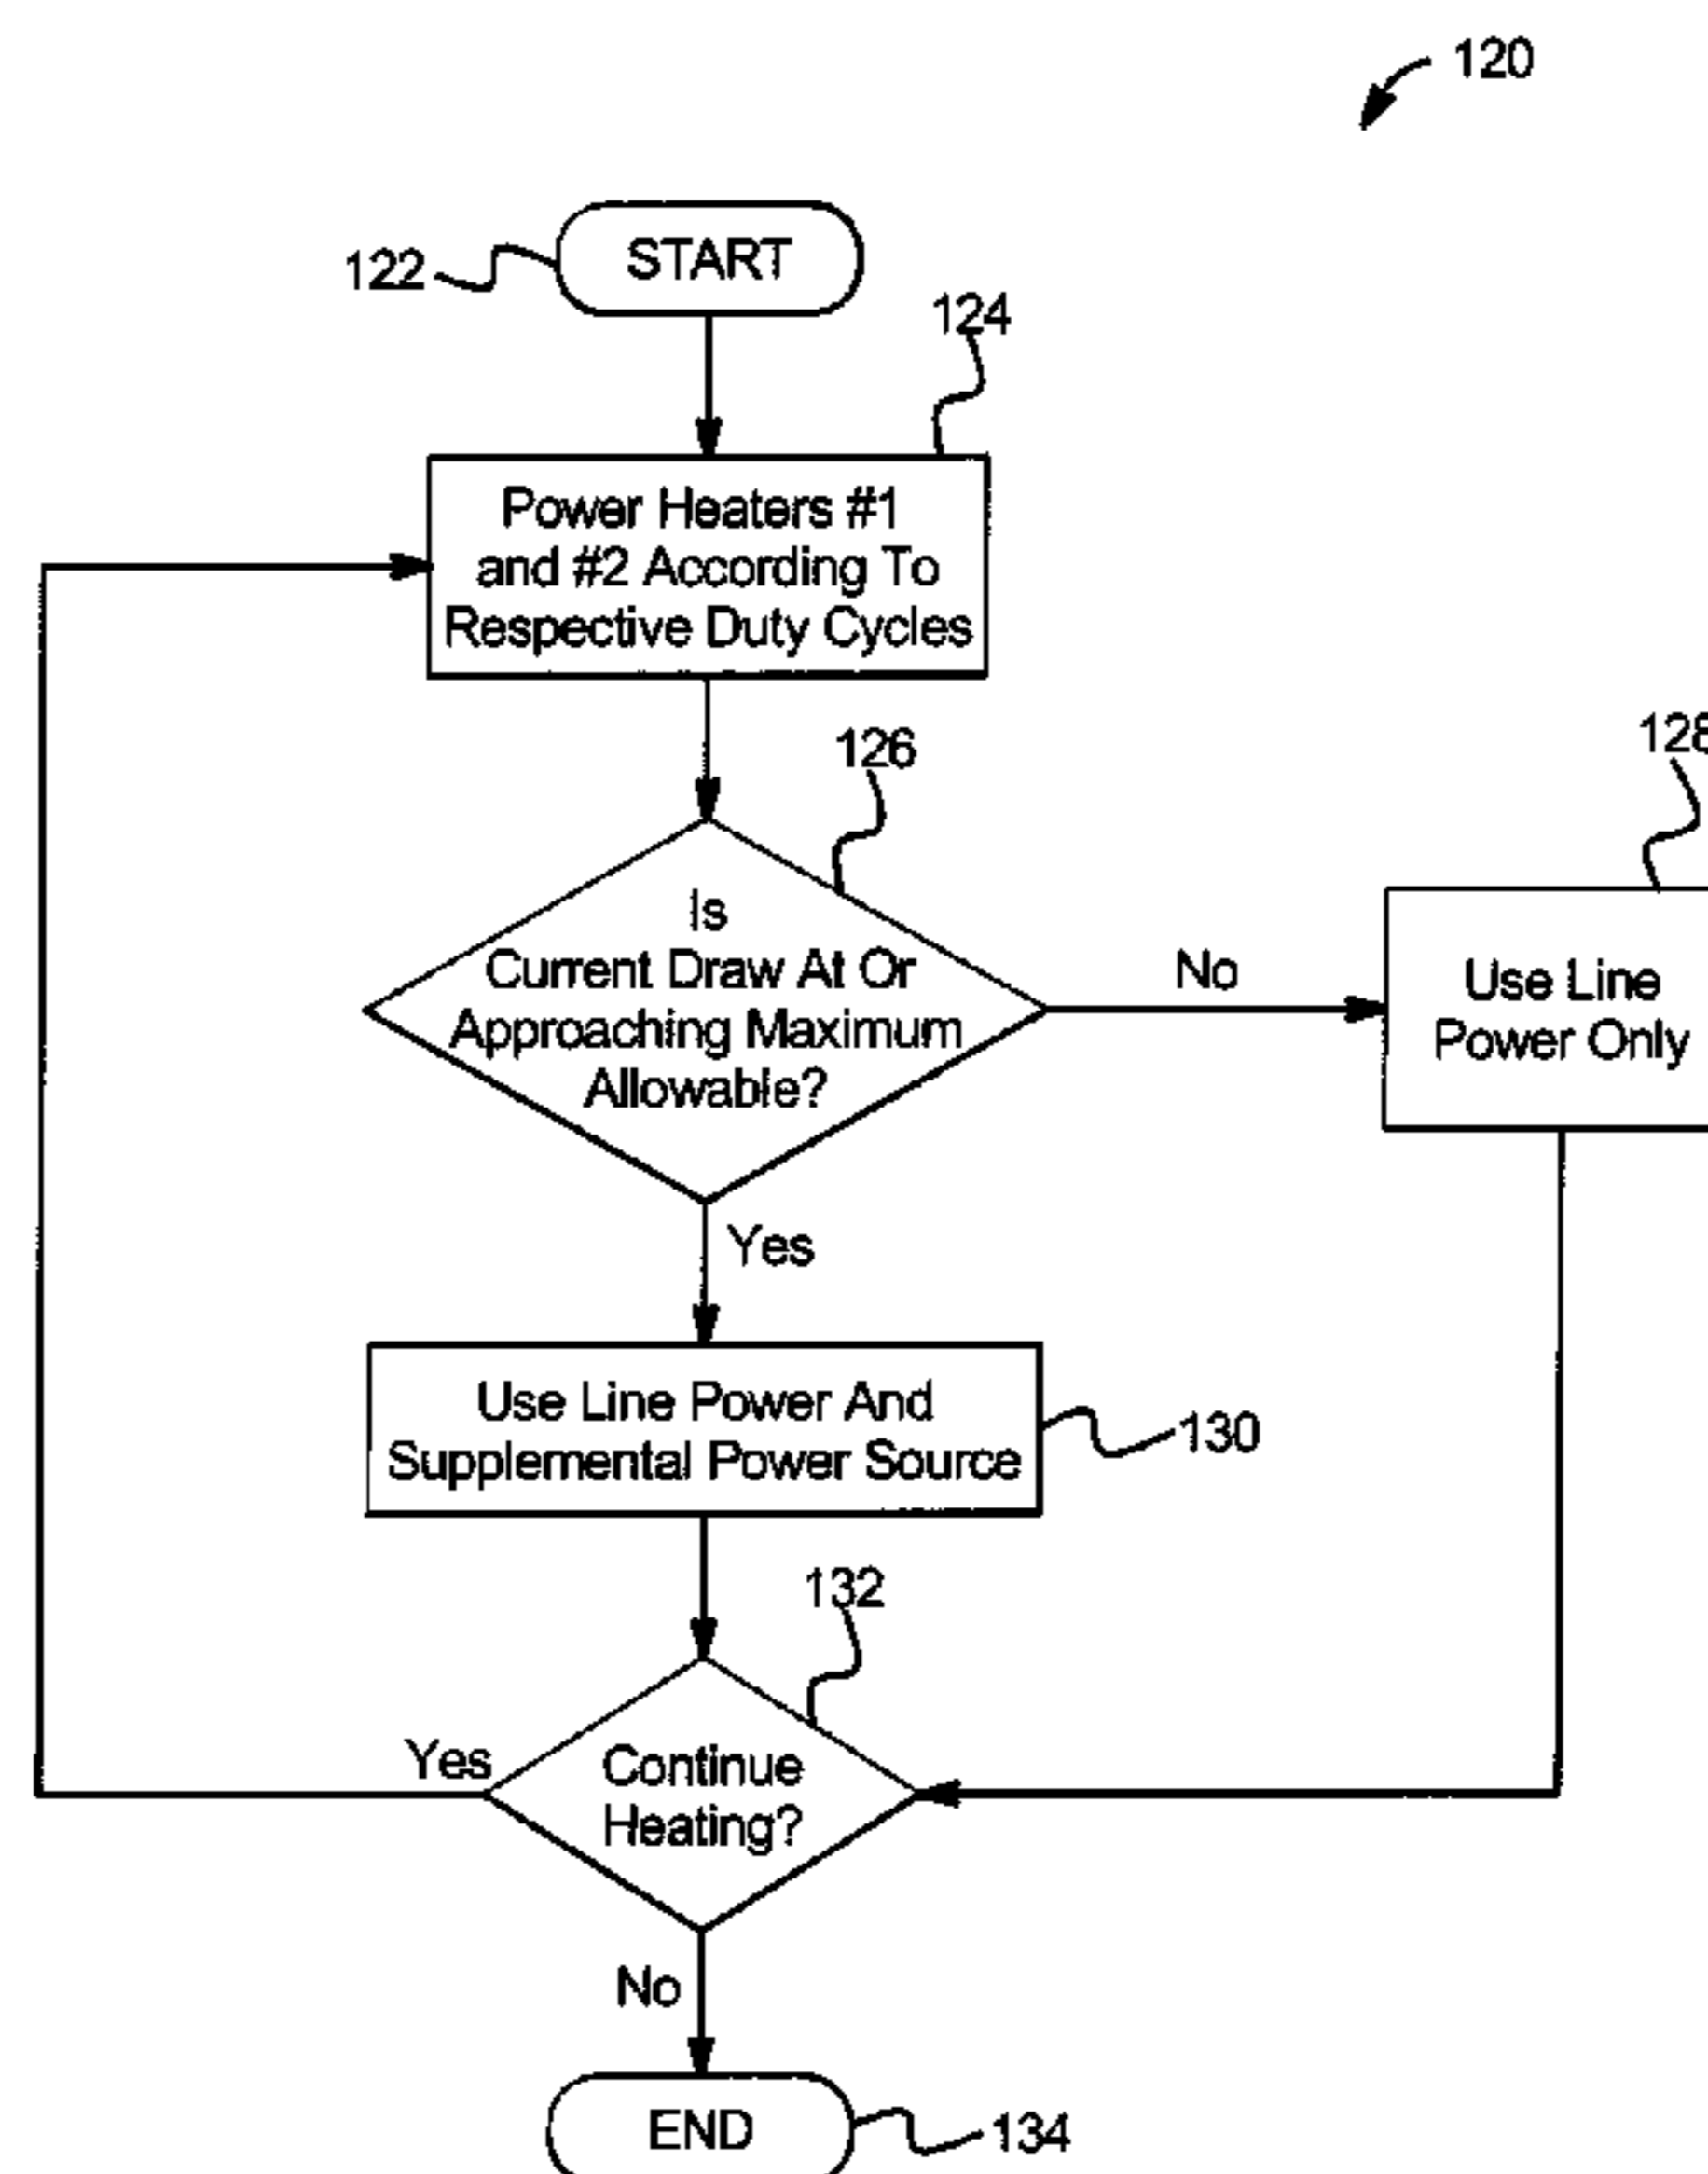 120
122
START
124
Power Heaters #1
and #2 According To
Respective Duty Cycles
126
128
Is
Current Draw At Or
Approaching Maximum
Allowable?
No
Use Line
Power Only
Yes
Use Line Power And
Supplemental Power Source
130
132
Yes
Continue
Heating?
No
END
134